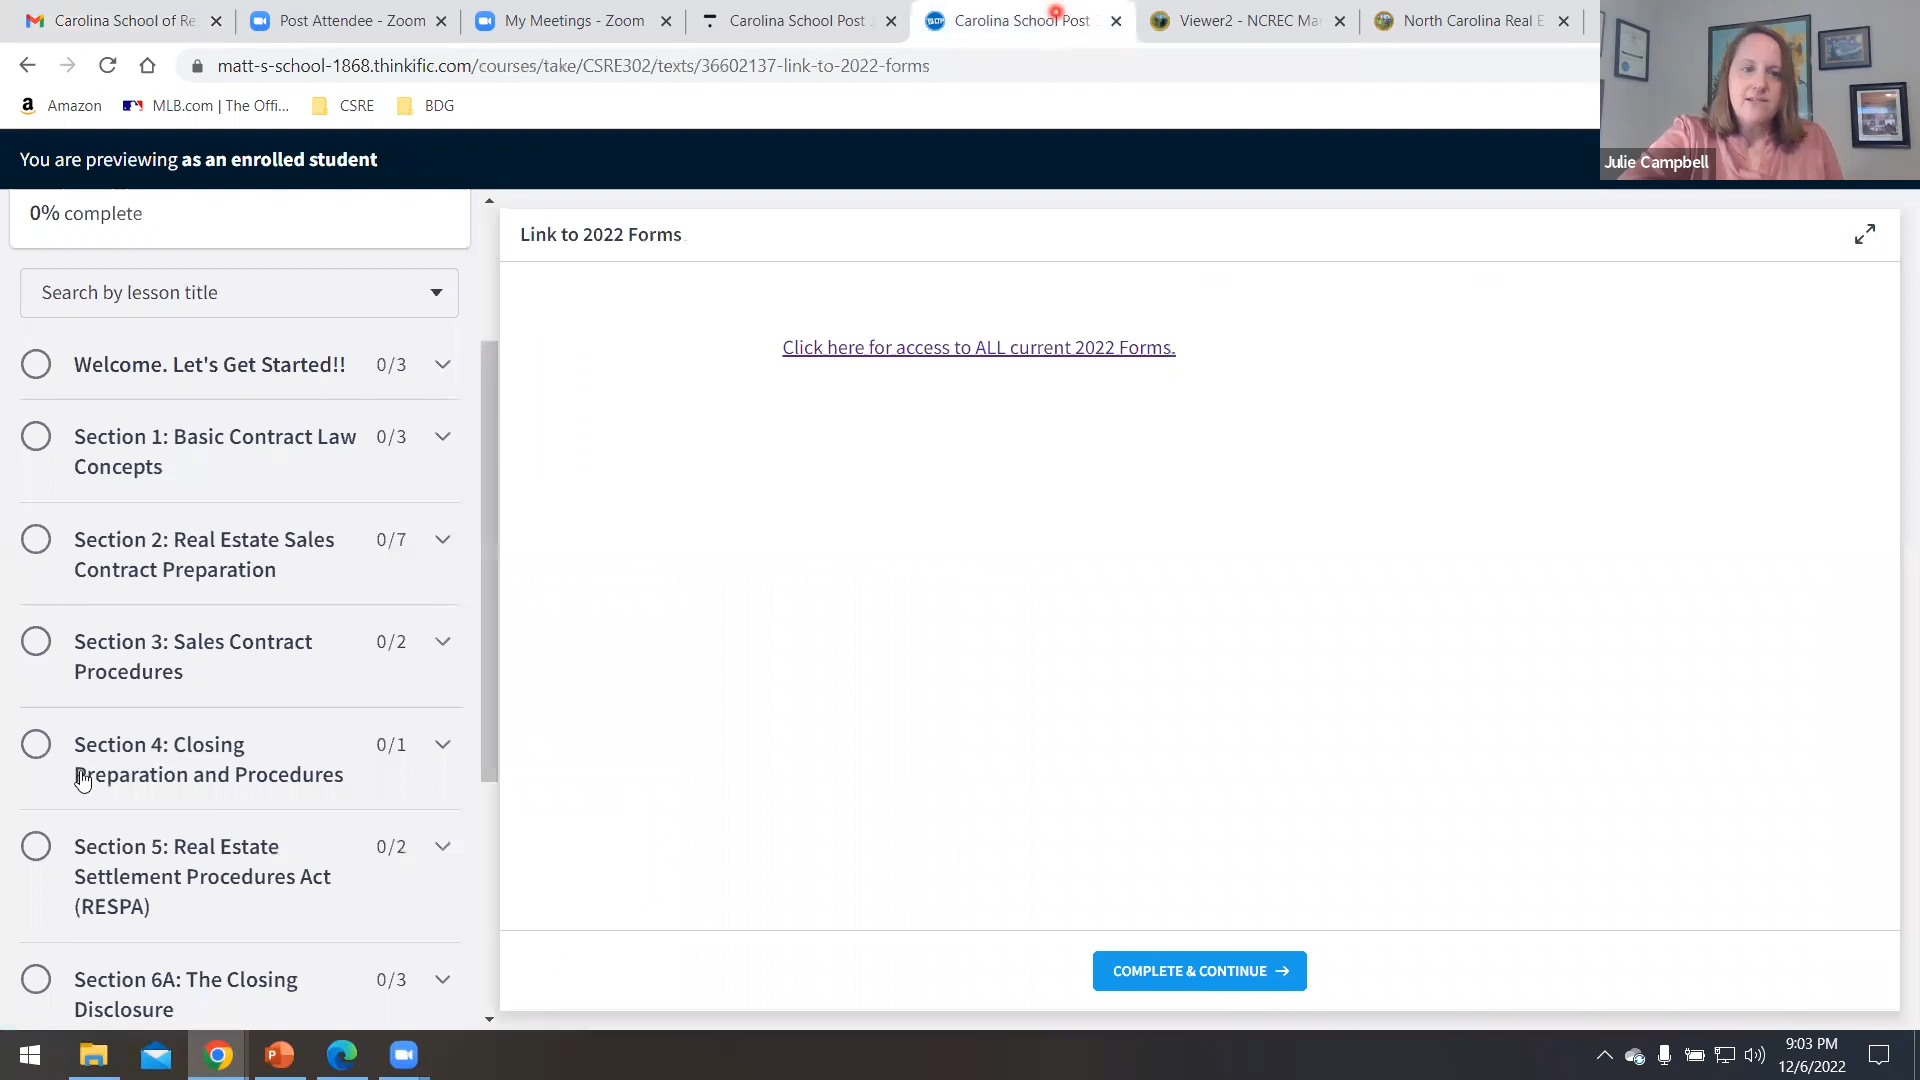 Carolina School of Re
Post Attendee - Zoom
My Meetings - Zoom
Carolina School Post
Carolina School Post
Viewer2 - NCREC Ma
North Carolina Real E
matt-s-school-1868.thinkific.com/courses/take/CSRE302/texts/36602137-link-to-2022-forms
Amazon
MLB.com | The Offi...
CSRE
BDG
You are previewing as an enrolled student
Julie Campbell
0% complete
Search by lesson title
Welcome. Let's Get Started!! 0/3
Section 1: Basic Contract Law 0/3
Concepts
Section 2: Real Estate Sales 0/7
Contract Preparation
Section 3: Sales Contract 0/2
Procedures
Section 4: Closing 0/1
Preparation and Procedures
Section 5: Real Estate 0/2
Settlement Procedures Act
(RESPA)
Section 6A: The Closing 0/3
Disclosure
Link to 2022 Forms
Click here for access to ALL current 2022 Forms.
COMPLETE & CONTINUE →
9:03 PM
12/6/2022